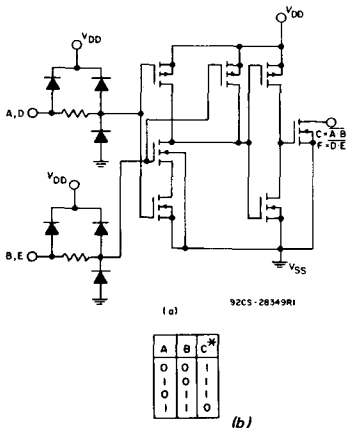 VDD
VDD
A,D
C = A·B
F = D·E
VDD
B,E
VSS
(a)
92CS-28349R1
A B C*
0 0 1
1 0 1
0 1 1
1 1 0
(b)